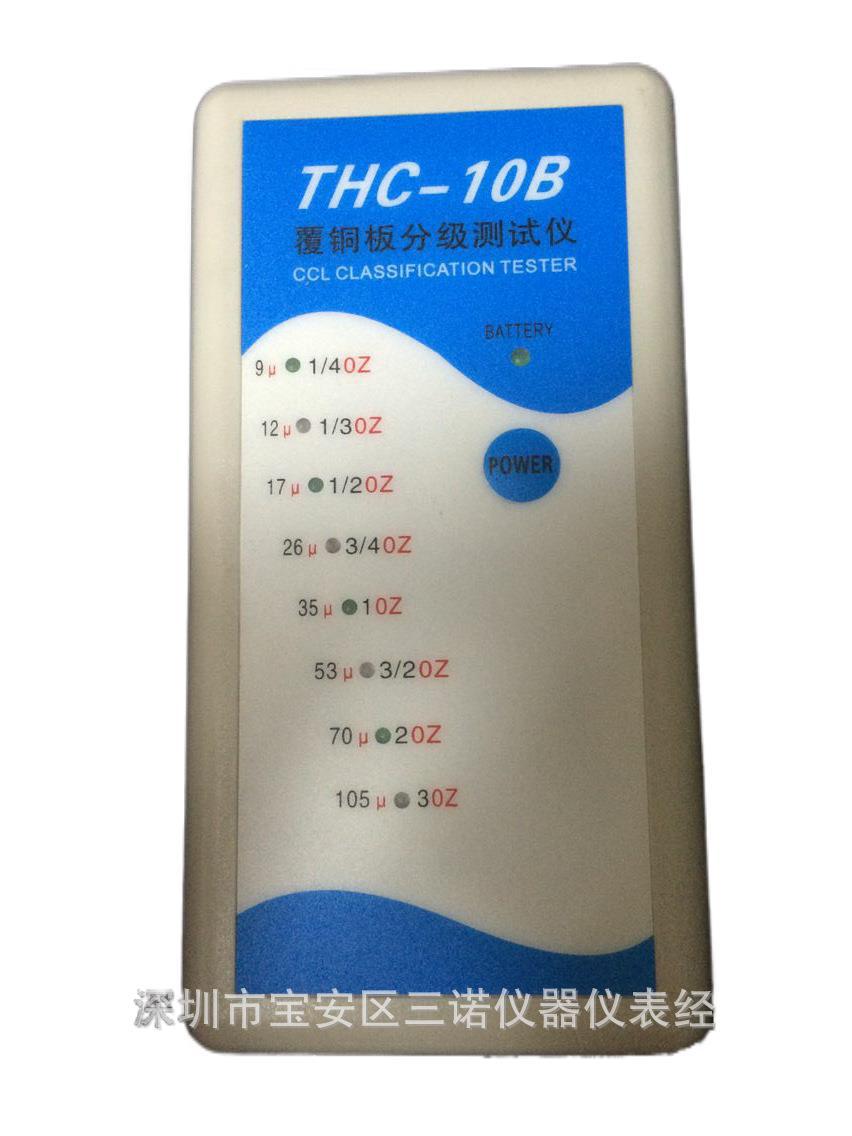 THC-10B
覆铜板分级测试仪
CCL CLASSIFICATION TESTER
BATTERY
9μ 1/4OZ
12μ 1/3OZ
POWER
17μ 1/2OZ
26μ 3/4OZ
35μ 1OZ
53μ 3/2OZ
70μ 2OZ
105μ 3OZ
深圳市宝安区三诺仪器仪表经